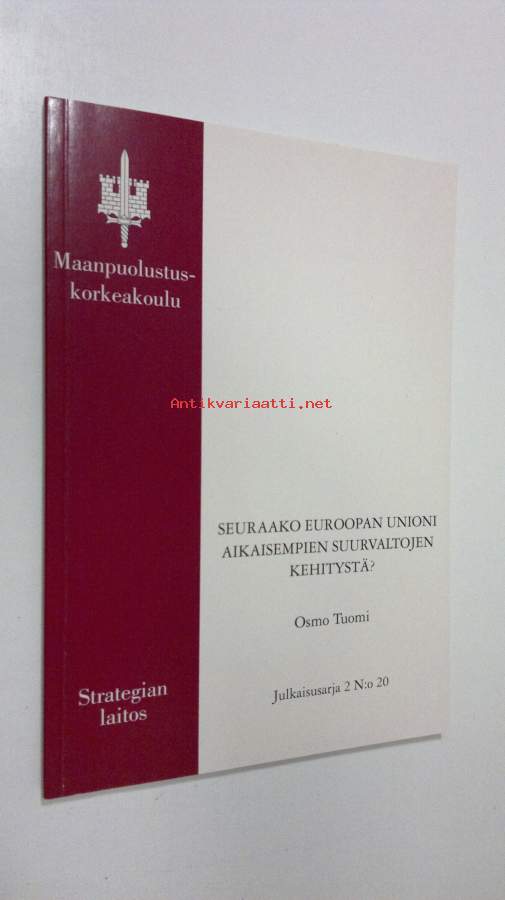 Maanpuolustus-
korkeakoulu
Antikvariaatti.net
SEURAAKO EUROOPAN UNIONI
AIKAISEMPIEN SUURVALTOJEN
KEHITYSTÄ?
Osmo Tuomi
Julkaisusarja 2 N:o 20
Strategian
laitos